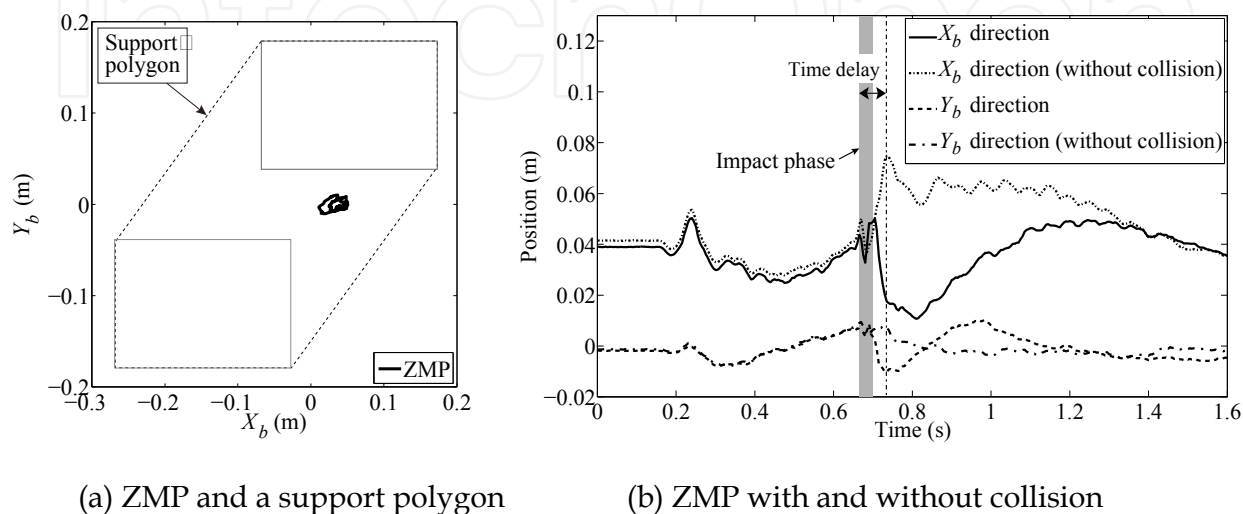 IntechOpen
0.2
0.1
0
−0.1
−0.2
Y_b (m)
Support
polygon
ZMP
−0.3
−0.2
−0.1
0
0.1
0.2
X_b (m)
(a) ZMP and a support polygon
0.12
0.1
0.08
0.06
0.04
0.02
0
−0.02
Position (m)
X_b direction
X_b direction (without collision)
Y_b direction
Y_b direction (without collision)
Time delay
Impact phase
0
0.2
0.4
0.6
0.8
1
1.2
1.4
1.6
Time (s)
(b) ZMP with and without collision